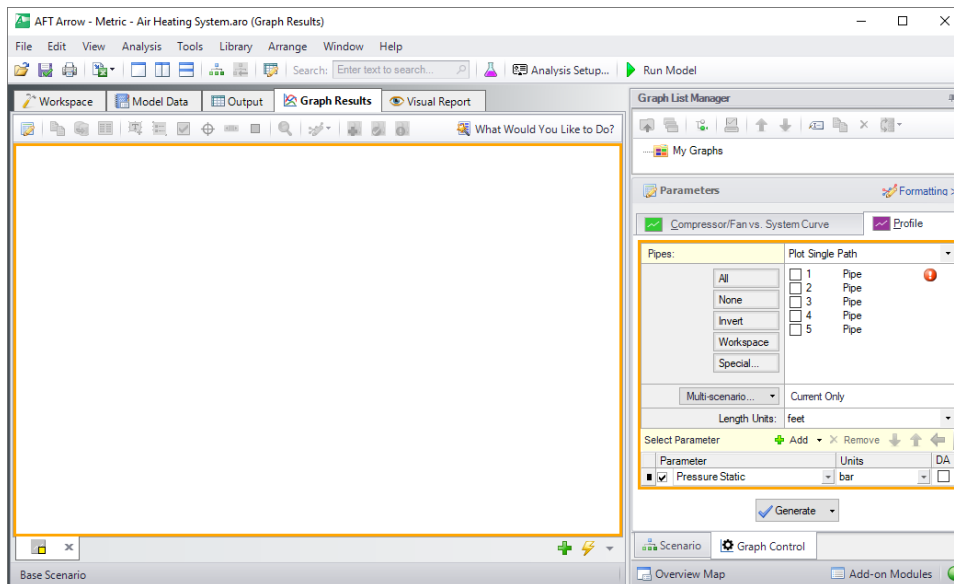 AFT Arrow - Metric - Air Heating System.aro (Graph Results)
File Edit View Analysis Tools Library Arrange Window Help
Search: Enter text to search... Analysis Setup... Run Model
Workspace Model Data Output Graph Results Visual Report
What Would You Like to Do?
Graph List Manager
My Graphs
Parameters Formatting >
Compressor/Fan vs. System Curve Profile
Pipes: Plot Single Path
All
None
Invert
Workspace
Special...
1 Pipe
2 Pipe
3 Pipe
4 Pipe
5 Pipe
Multi-scenario... Current Only
Length Units: feet
Select Parameter Add Remove
Parameter Units DA
Pressure Static bar
Generate
Scenario Graph Control
Base Scenario
Overview Map Add-on Modules